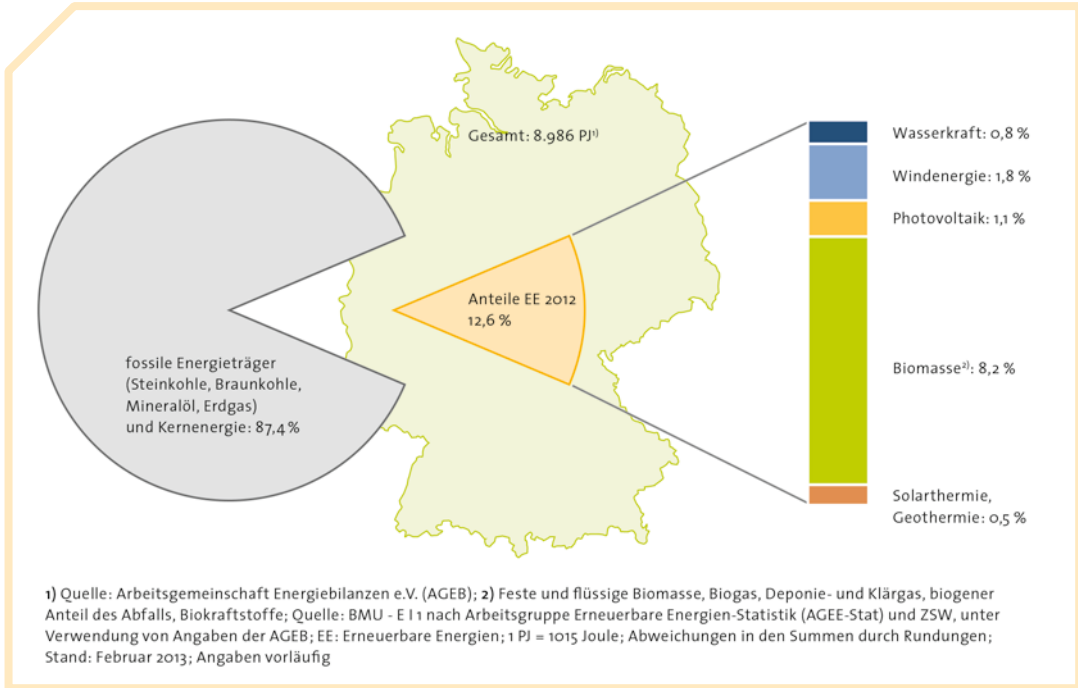 Gesamt: 8.986 PJ¹⁾
Wasserkraft: 0,8 %
Windenergie: 1,8 %
Photovoltaik: 1,1 %
Anteile EE 2012
12,6 %
fossile Energieträger
(Steinkohle, Braunkohle,
Mineralöl, Erdgas)
und Kernenergie: 87,4 %
Biomasse²⁾: 8,2 %
Solarthermie,
Geothermie: 0,5 %
1) Quelle: Arbeitsgemeinschaft Energiebilanzen e.V. (AGEB); 2) Feste und flüssige Biomasse, Biogas, Deponie- und Klärgas, biogener
Anteil des Abfalls, Biokraftstoffe; Quelle: BMU - E I 1 nach Arbeitsgruppe Erneuerbare Energien-Statistik (AGEE-Stat) und ZSW, unter
Verwendung von Angaben der AGEB; EE: Erneuerbare Energien; 1 PJ = 1015 Joule; Abweichungen in den Summen durch Rundungen;
Stand: Februar 2013; Angaben vorläufig